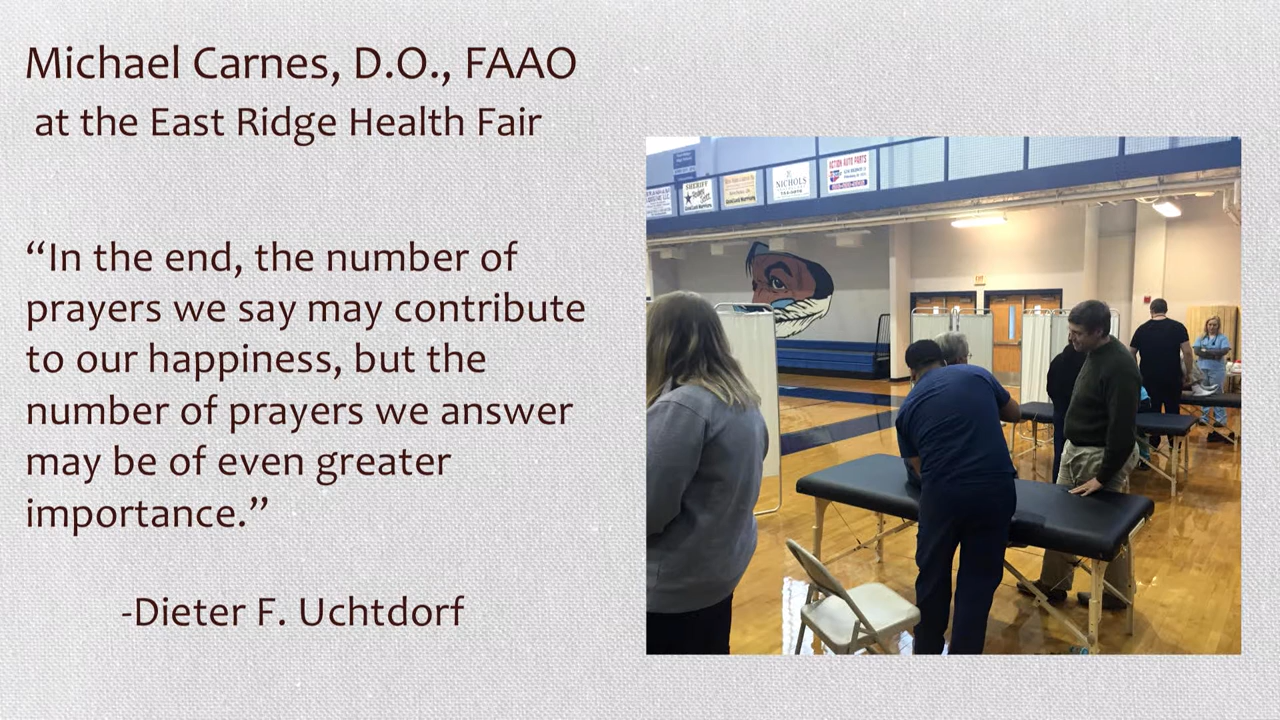 Michael Carnes, D.O., FAAO
at the East Ridge Health Fair
“In the end, the number of
prayers we say may contribute
to our happiness, but the
number of prayers we answer
may be of even greater
importance.”
-Dieter F. Uchtdorf
SHERIFF
NICHOLS
ACTION AUTO PARTS
EXIT